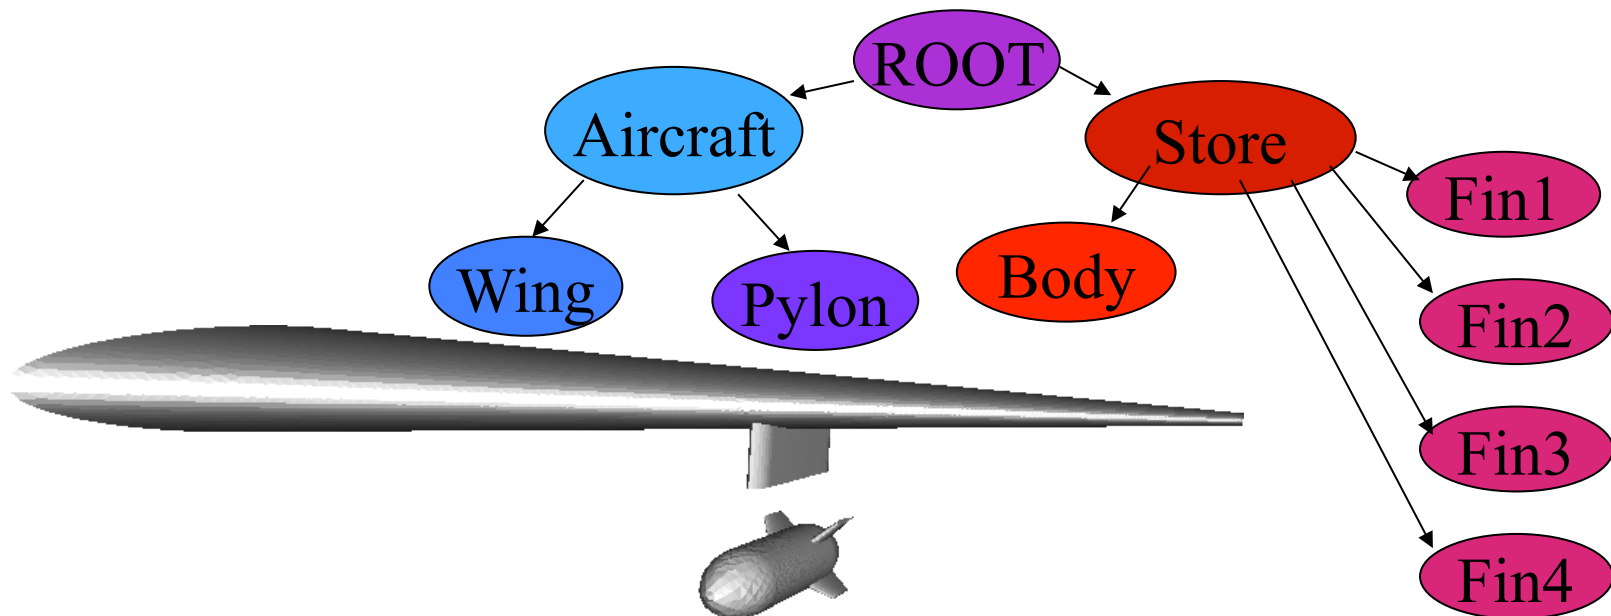 ROOT
Aircraft
Store
Fin1
Wing
Pylon
Body
Fin2
Fin3
Fin4